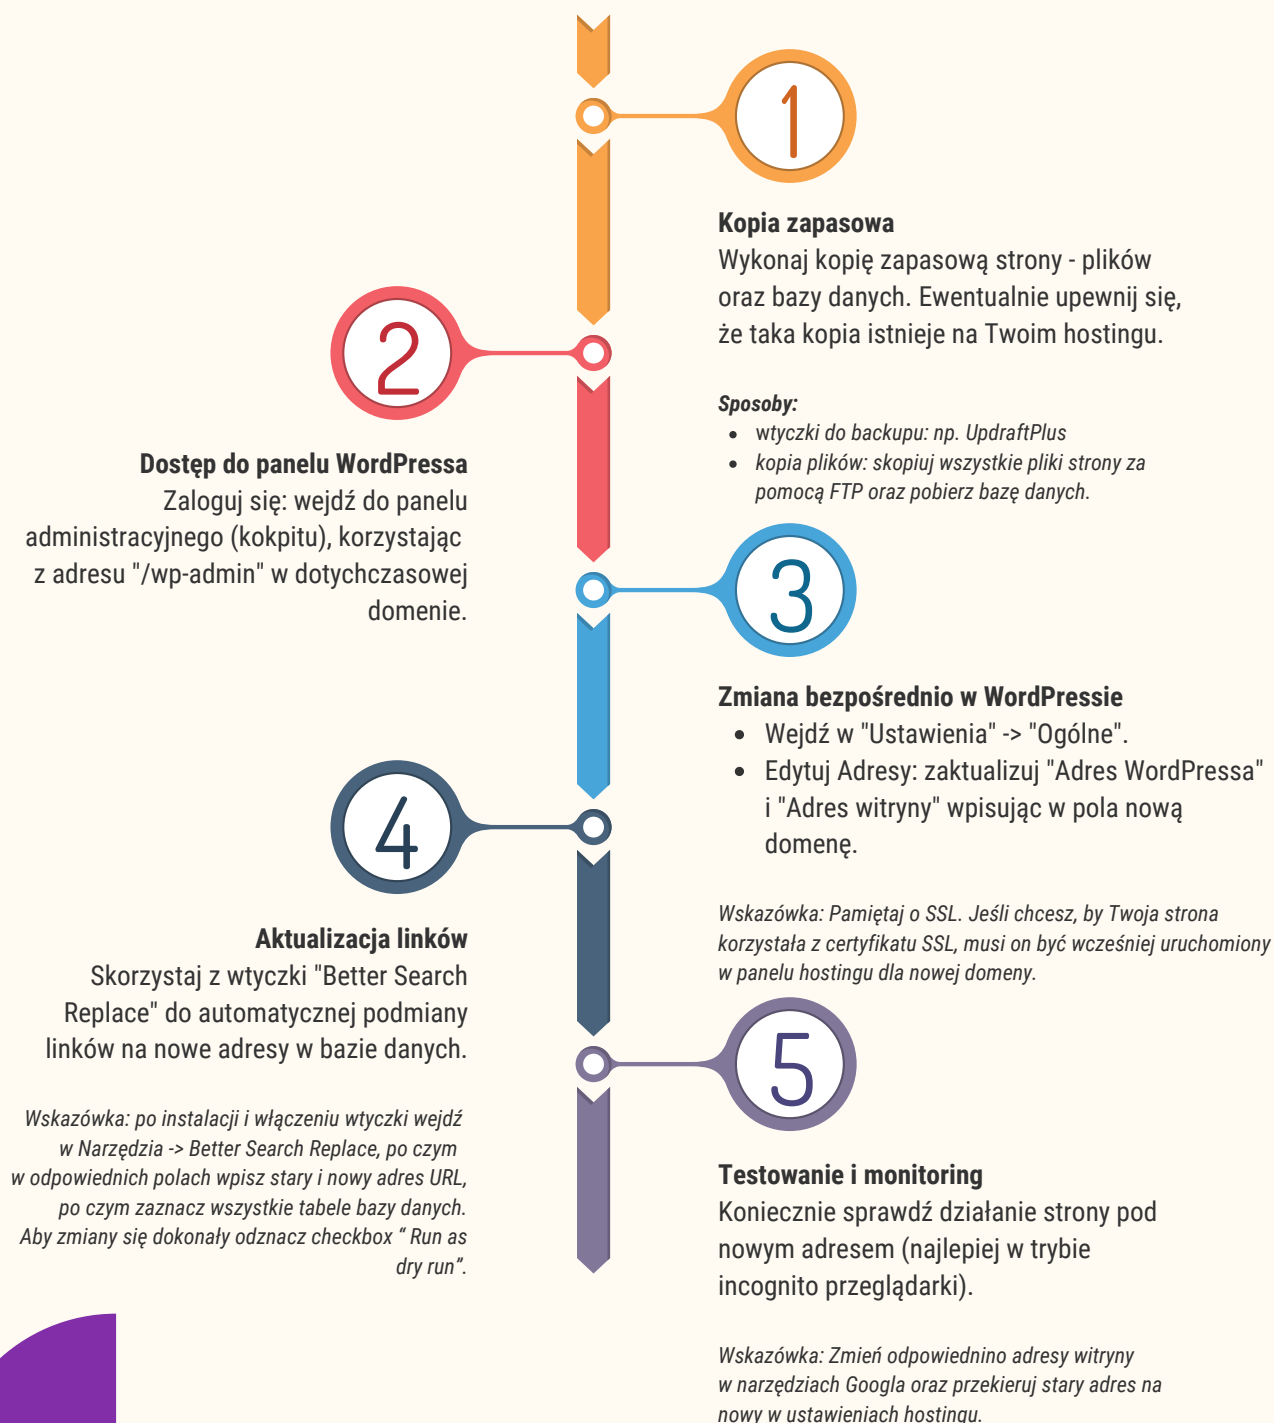 1
Kopia zapasowa
Wykonaj kopię zapasową strony - plików
oraz bazy danych. Ewentualnie upewnij się,
że taka kopia istnieje na Twoim hostingu.
Sposoby:
• wtyczki do backupu: np. UpdraftPlus
• kopia plików: skopiuj wszystkie pliki strony za
pomocą FTP oraz pobierz bazę danych.
2
Dostęp do panelu WordPressa
Zaloguj się: wejdź do panelu
administracyjnego (kokpitu), korzystając
z adresu "/wp-admin" w dotychczasowej
domenie.
3
Zmiana bezpośrednio w WordPressie
• Wejdź w "Ustawienia" -> "Ogólne".
• Edytuj Adresy: zaktualizuj "Adres WordPressa"
i "Adres witryny" wpisując w pola nową
domenę.
Wskazówka: Pamiętaj o SSL. Jeśli chcesz, by Twoja strona
korzystała z certyfikatu SSL, musi on być wcześniej uruchomiony
w panelu hostingu dla nowej domeny.
4
Aktualizacja linków
Skorzystaj z wtyczki "Better Search
Replace" do automatycznej podmiany
linków na nowe adresy w bazie danych.
Wskazówka: po instalacji i włączeniu wtyczki wejdź
w Narzędzia -> Better Search Replace, po czym
w odpowiednich polach wpisz stary i nowy adres URL,
po czym zaznacz wszystkie tabele bazy danych.
Aby zmiany się dokonały odznacz checkbox “ Run as
dry run”.
5
Testowanie i monitoring
Koniecznie sprawdź działanie strony pod
nowym adresem (najlepiej w trybie
incognito przeglądarki).
Wskazówka: Zmień odpowiednino adresy witryny
w narzędziach Googla oraz przekieruj stary adres na
nowy w ustawieniach hostingu.